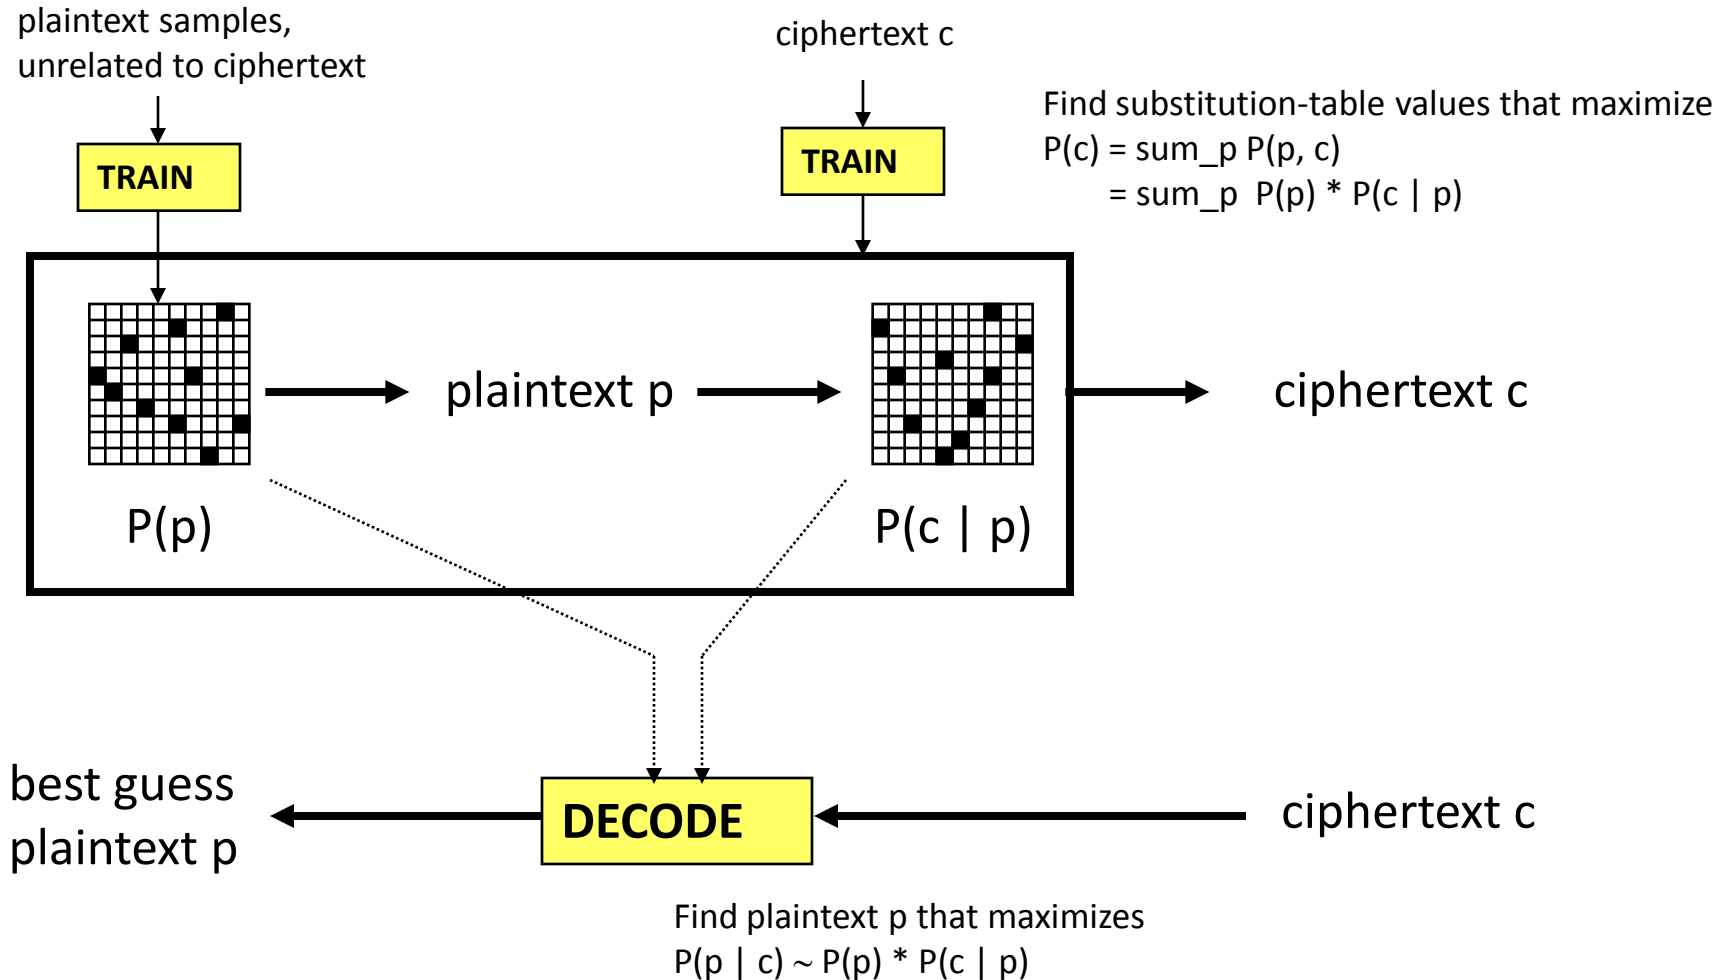 plaintext samples,
unrelated to ciphertext
ciphertext c
Find substitution-table values that maximize
P(c) = sum_p P(p, c)
= sum_p P(p) * P(c | p)
TRAIN
TRAIN
plaintext p
ciphertext c
P(p)
P(c | p)
best guess
plaintext p
DECODE
ciphertext c
Find plaintext p that maximizes
P(p | c) ~ P(p) * P(c | p)